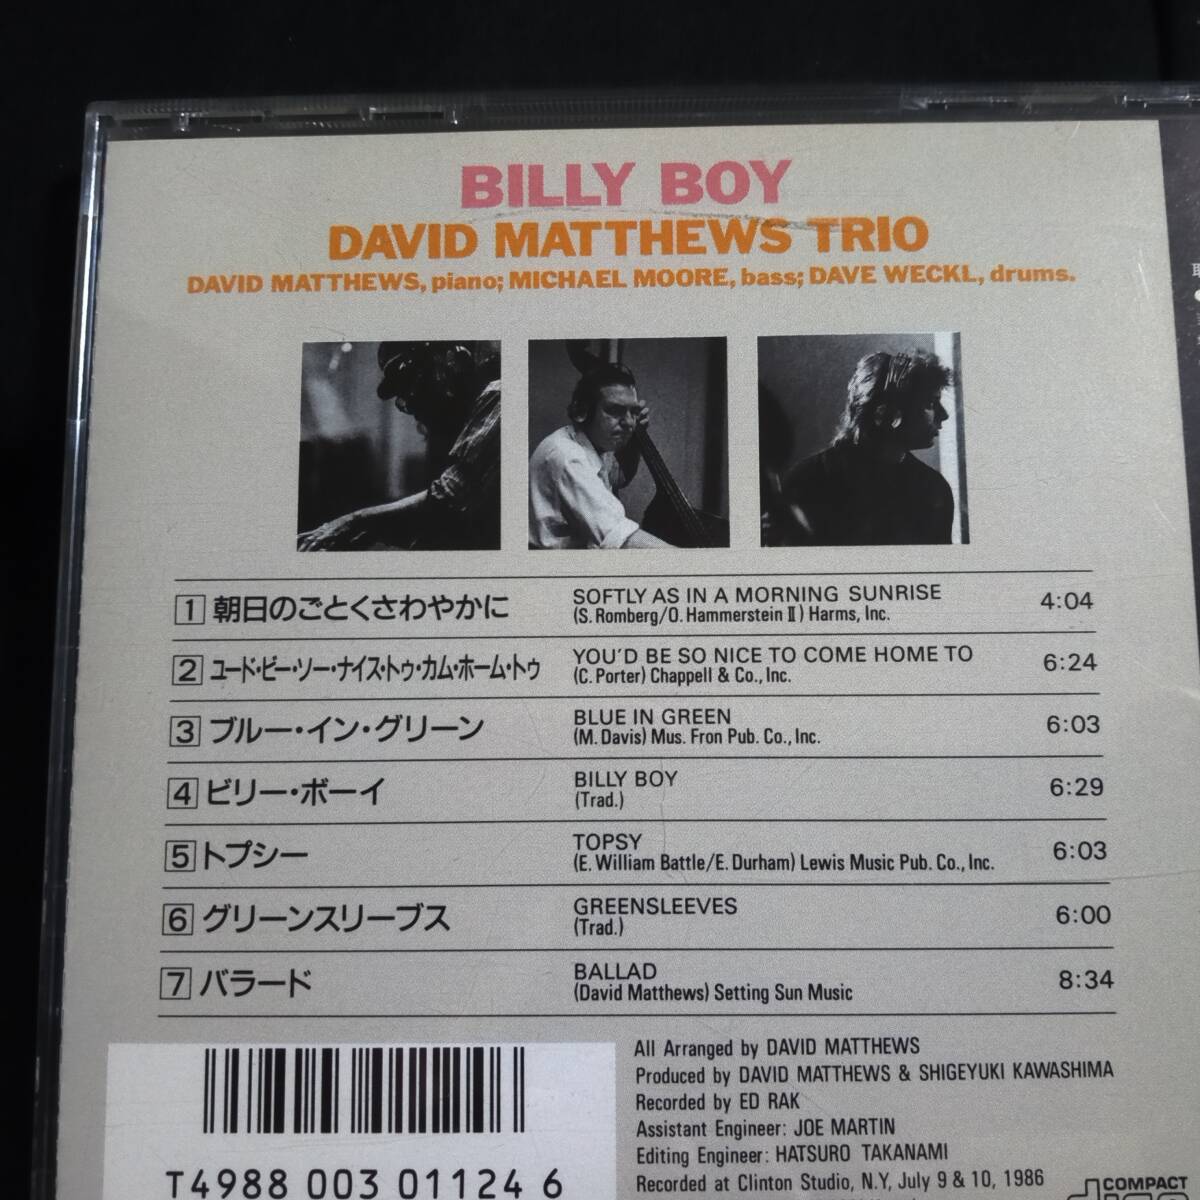 BILLY BOY
DAVID MATTHEWS TRIO
DAVID MATTHEWS, piano; MICHAEL MOORE, bass; DAVE WECKL, drums.
1 朝日のごとくさわやかに SOFTLY AS IN A MORNING SUNRISE 4:04
(S. Romberg/O. Hammerstein II) Harms, Inc.
2 ユード・ビー・ソー・ナイス・トゥ・カム・ホーム・トゥ YOU'D BE SO NICE TO COME HOME TO 6:24
(C. Porter) Chappell & Co., Inc.
3 ブルー・イン・グリーン BLUE IN GREEN 6:03
(M. Davis) Mus. Fron Pub. Co., Inc.
4 ビリー・ボーイ BILLY BOY 6:29
(Trad.)
5 トプシー TOPSY 6:03
(E. William Battle/E. Durham) Lewis Music Pub. Co., Inc.
6 グリーンスリーブス GREENSLEEVES 6:00
(Trad.)
7 バラード BALLAD 8:34
(David Matthews) Setting Sun Music
All Arranged by DAVID MATTHEWS
Produced by DAVID MATTHEWS & SHIGEYUKI KAWASHIMA
Recorded by ED RAK
Assistant Engineer: JOE MARTIN
Editing Engineer: HATSURO TAKANAMI
Recorded at Clinton Studio, N.Y, July 9 & 10, 1986
T4988 003 01124 6
COMPACT